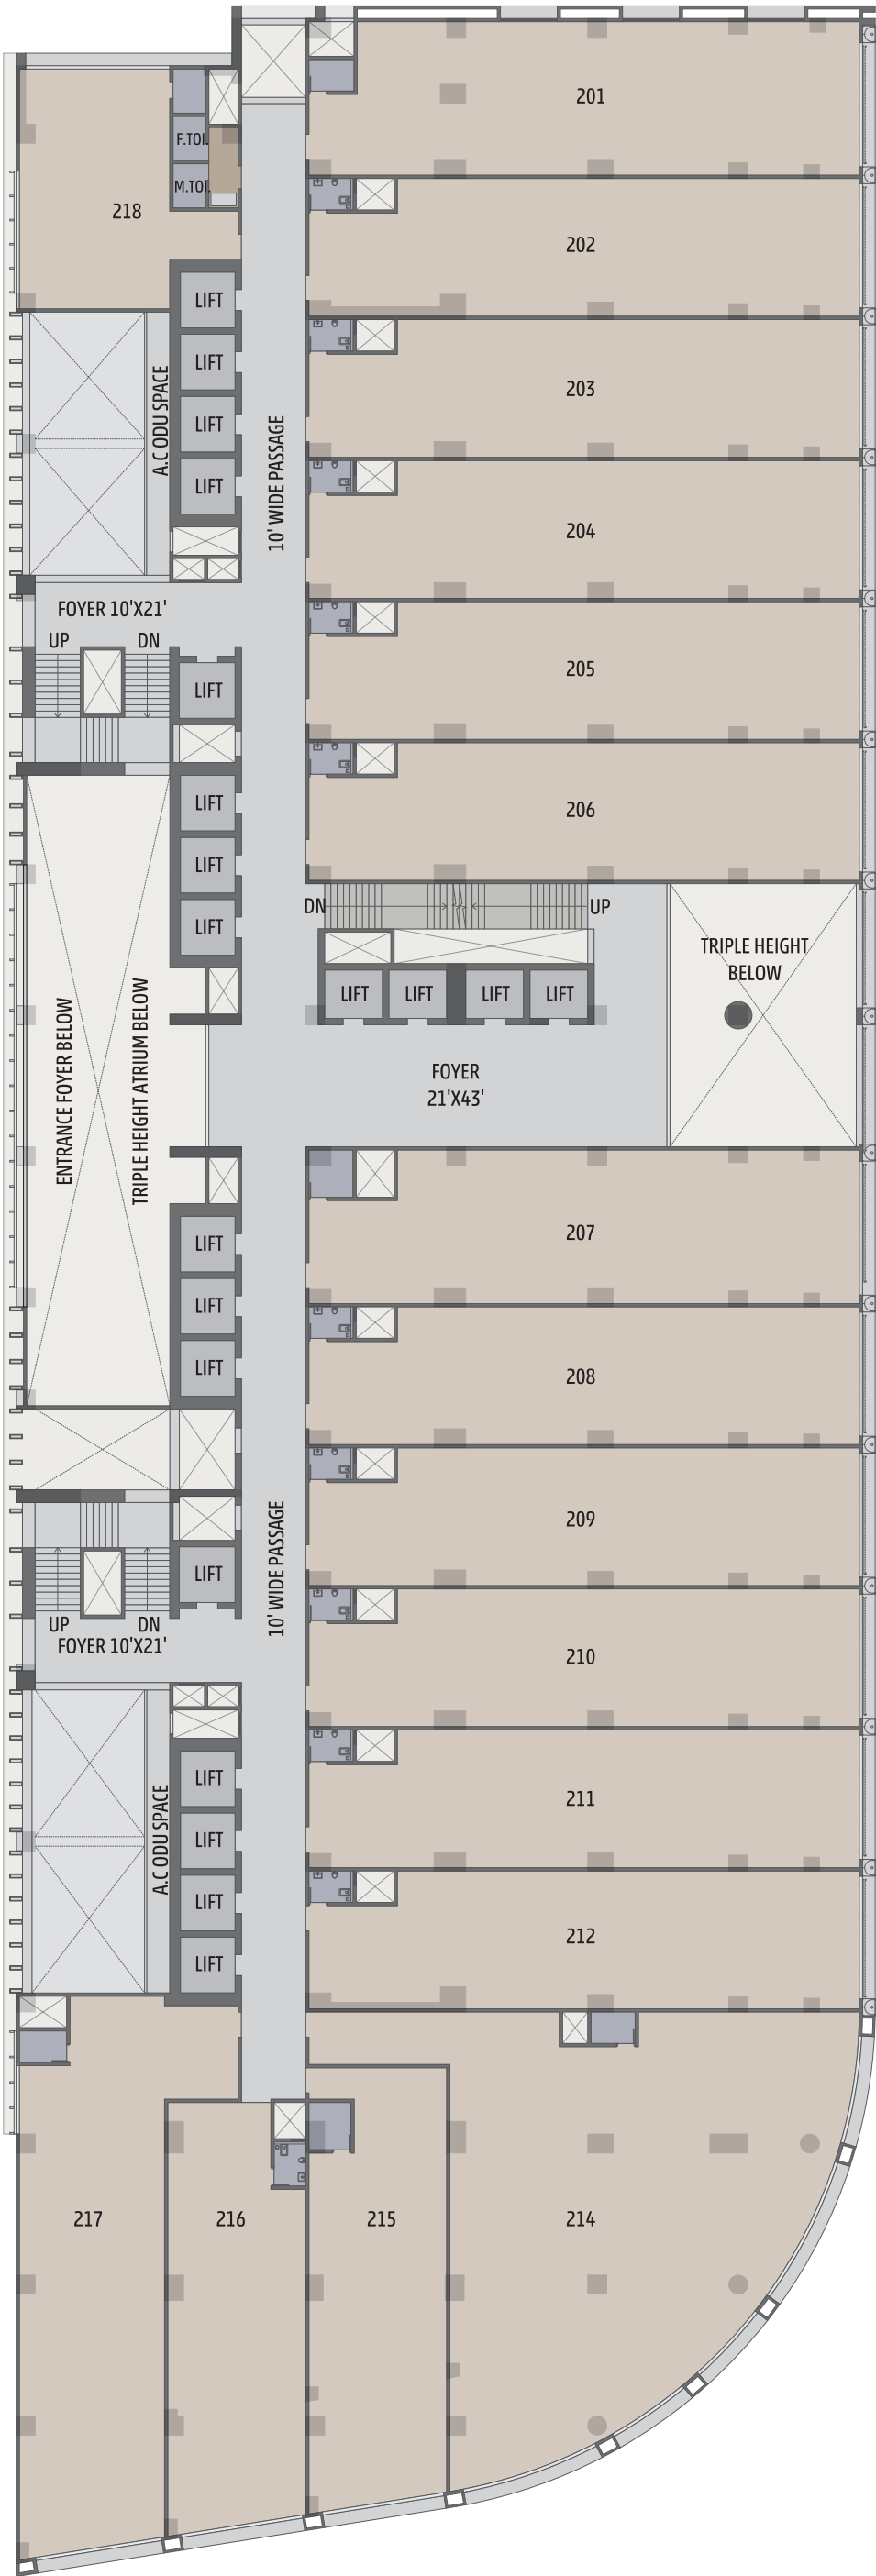 201
F.TOI.
M.TOI.
218
202
LIFT
LIFT
203
A.C ODU SPACE
LIFT
10' WIDE PASSAGE
LIFT
204
FOYER 10'X21'
UP
DN
205
LIFT
LIFT
206
LIFT
LIFT
DN
UP
TRIPLE HEIGHT
BELOW
LIFT
LIFT
LIFT
LIFT
ENTRANCE FOYER BELOW
TRIPLE HEIGHT ATRIUM BELOW
FOYER
21'X43'
207
LIFT
LIFT
LIFT
208
209
10' WIDE PASSAGE
LIFT
UP
DN
FOYER 10'X21'
210
LIFT
211
A.C ODU SPACE
LIFT
LIFT
212
LIFT
217
216
215
214